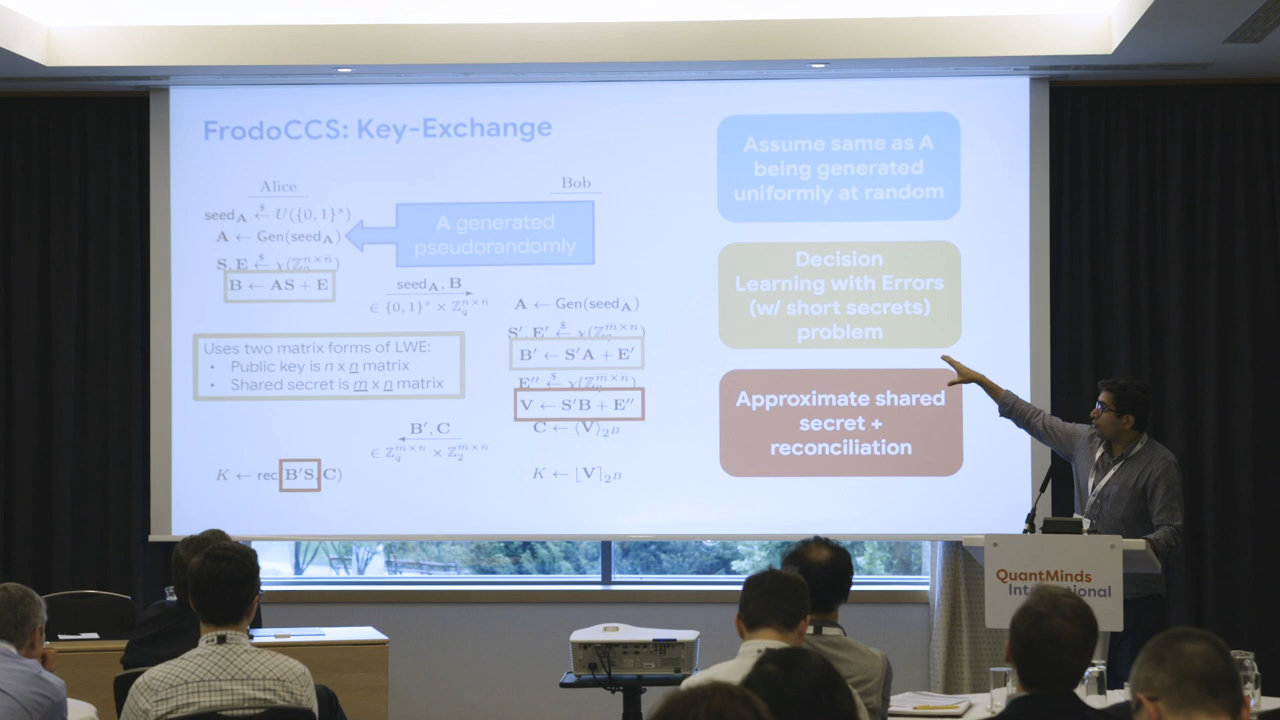 FrodoCCS: Key-Exchange
Alice
Bob
seed_A ←$ U({0,1}^s)
A ← Gen(seed_A)
A generated
pseudorandomly
S, E ←$ χ(ℤ_q^{n×n̄})
B ← AS + E
seed_A, B
∈ {0,1}^s × ℤ_q^{n×n̄}
A ← Gen(seed_A)
S′, E′ ←$ χ(ℤ_q^{m̄×n})
B′ ← S′A + E′
E″ ←$ χ(ℤ_q^{m̄×n̄})
V ← S′B + E″
C ← ⟨V⟩_{2^B}
Uses two matrix forms of LWE:
• Public key is n x n matrix
• Shared secret is m x n matrix
B′, C
∈ ℤ_q^{m̄×n} × ℤ_2^{m̄×n̄}
K ← rec(B′S, C)
K ← [V]_{2^B}
Assume same as A
being generated
uniformly at random
Decision
Learning with Errors
(w/ short secrets)
problem
Approximate shared
secret +
reconciliation
QuantMinds